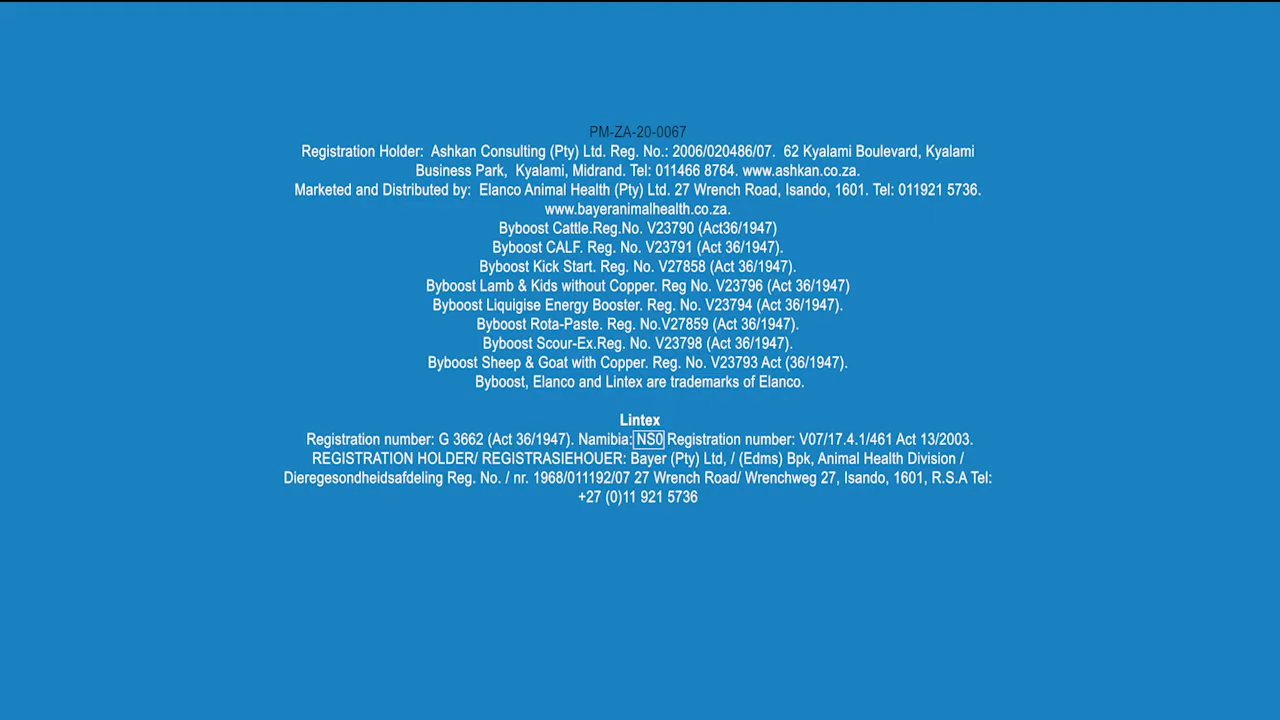 PM-ZA-20-0067
Registration Holder:  Ashkan Consulting (Pty) Ltd. Reg. No.: 2006/020486/07.  62 Kyalami Boulevard, Kyalami
Business Park,  Kyalami, Midrand. Tel: 011466 8764. www.ashkan.co.za.
Marketed and Distributed by:  Elanco Animal Health (Pty) Ltd. 27 Wrench Road, Isando, 1601. Tel: 011921 5736.
www.bayeranimalhealth.co.za.
Byboost Cattle.Reg.No. V23790 (Act36/1947)
Byboost CALF. Reg. No. V23791 (Act 36/1947).
Byboost Kick Start. Reg. No. V27858 (Act 36/1947).
Byboost Lamb & Kids without Copper. Reg No. V23796 (Act 36/1947)
Byboost Liquigise Energy Booster. Reg. No. V23794 (Act 36/1947).
Byboost Rota-Paste. Reg. No.V27859 (Act 36/1947).
Byboost Scour-Ex.Reg. No. V23798 (Act 36/1947).
Byboost Sheep & Goat with Copper. Reg. No. V23793 Act (36/1947).
Byboost, Elanco and Lintex are trademarks of Elanco.
Lintex
Registration number: G 3662 (Act 36/1947). Namibia: NS0 Registration number: V07/17.4.1/461 Act 13/2003.
REGISTRATION HOLDER/ REGISTRASIEHOUER: Bayer (Pty) Ltd, / (Edms) Bpk, Animal Health Division /
Dieregesondheidsafdeling Reg. No. / nr. 1968/011192/07 27 Wrench Road/ Wrenchweg 27, Isando, 1601, R.S.A Tel:
+27 (0)11 921 5736